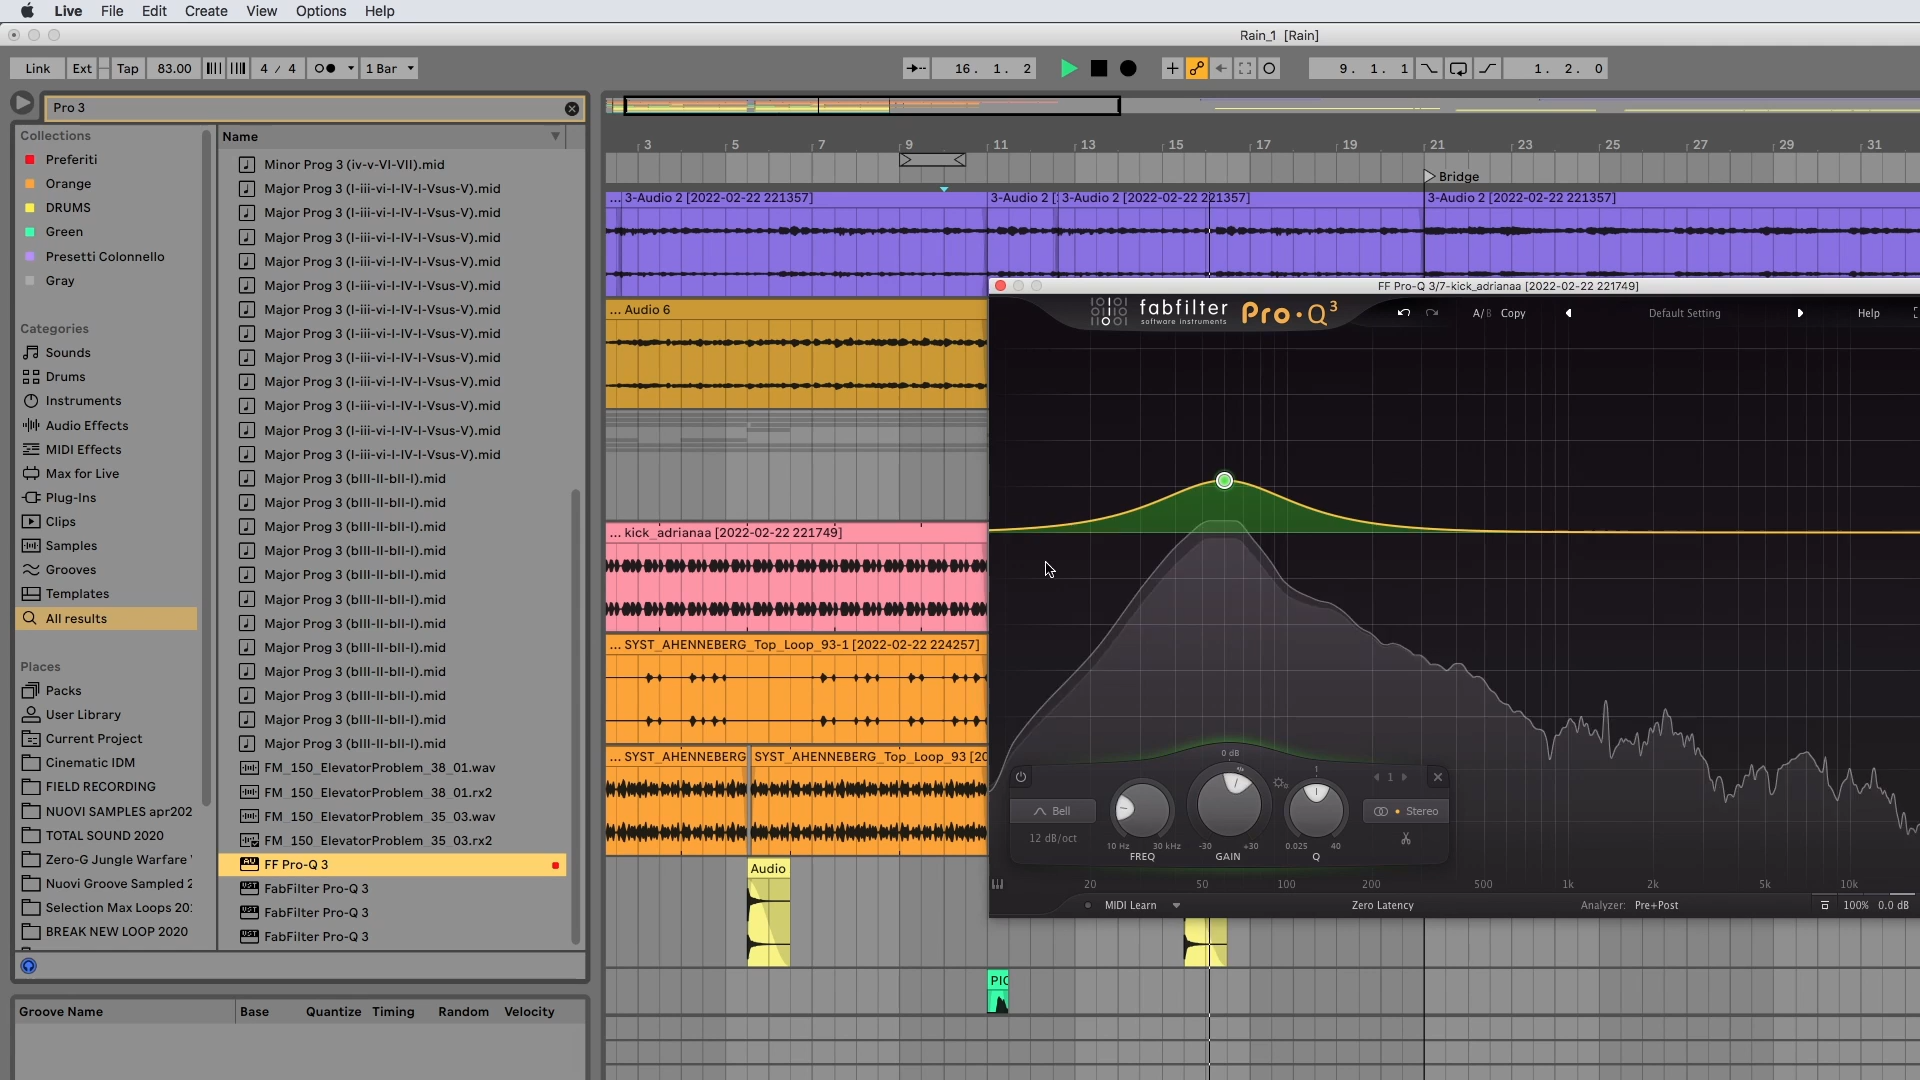 Live File Edit Create View Options Help
Rain_1 [Rain]
Link Ext Tap 83.00 4 / 4 1 Bar 16. 1. 2 9. 1. 1 1. 2. 0
Pro 3
Collections
Preferiti
Orange
DRUMS
Green
Presetti Colonnello
Gray
Categories
Sounds
Drums
Instruments
Audio Effects
MIDI Effects
Max for Live
Plug-Ins
Clips
Samples
Grooves
Templates
All results
Places
Packs
User Library
Current Project
Cinematic IDM
FIELD RECORDING
NUOVI SAMPLES apr202
TOTAL SOUND 2020
Zero-G Jungle Warfare
Nuovi Groove Sampled 2
Selection Max Loops 20
BREAK NEW LOOP 2020
Name
Minor Prog 3 (iv-v-VI-VII).mid
Major Prog 3 (I-iii-vi-I-IV-I-Vsus-V).mid
Major Prog 3 (I-iii-vi-I-IV-I-Vsus-V).mid
Major Prog 3 (I-iii-vi-I-IV-I-Vsus-V).mid
Major Prog 3 (I-iii-vi-I-IV-I-Vsus-V).mid
Major Prog 3 (I-iii-vi-I-IV-I-Vsus-V).mid
Major Prog 3 (I-iii-vi-I-IV-I-Vsus-V).mid
Major Prog 3 (I-iii-vi-I-IV-I-Vsus-V).mid
Major Prog 3 (I-iii-vi-I-IV-I-Vsus-V).mid
Major Prog 3 (I-iii-vi-I-IV-I-Vsus-V).mid
Major Prog 3 (I-iii-vi-I-IV-I-Vsus-V).mid
Major Prog 3 (I-iii-vi-I-IV-I-Vsus-V).mid
Major Prog 3 (I-iii-vi-I-IV-I-Vsus-V).mid
Major Prog 3 (bIII-II-bII-I).mid
Major Prog 3 (bIII-II-bII-I).mid
Major Prog 3 (bIII-II-bII-I).mid
Major Prog 3 (bIII-II-bII-I).mid
Major Prog 3 (bIII-II-bII-I).mid
Major Prog 3 (bIII-II-bII-I).mid
Major Prog 3 (bIII-II-bII-I).mid
Major Prog 3 (bIII-II-bII-I).mid
Major Prog 3 (bIII-II-bII-I).mid
Major Prog 3 (bIII-II-bII-I).mid
Major Prog 3 (bIII-II-bII-I).mid
Major Prog 3 (bIII-II-bII-I).mid
FM_150_ElevatorProblem_38_01.wav
FM_150_ElevatorProblem_38_01.rx2
FM_150_ElevatorProblem_35_03.wav
FM_150_ElevatorProblem_35_03.rx2
FF Pro-Q 3
FabFilter Pro-Q 3
FabFilter Pro-Q 3
FabFilter Pro-Q 3
Groove Name Base Quantize Timing Random Velocity
3 5 7 9 11 13 15 17 19 21 23 25 27 29 31
Bridge
... 3-Audio 2 [2022-02-22 221357] 3-Audio 2 [ 3-Audio 2 [2022-02-22 221357] 3-Audio 2 [2022-02-22 221357]
... Audio 6
... kick_adrianaa [2022-02-22 221749]
... SYST_AHENNEBERG_Top_Loop_93-1 [2022-02-22 224257]
... SYST_AHENNEBERG SYST_AHENNEBERG_Top_Loop_93 [20
Audio
PIC
FF Pro-Q 3/7-kick_adrianaa [2022-02-22 221749]
fabfilter Pro·Q 3
software instruments
A/B Copy Default Setting Help
0 dB
1
1
Bell
Stereo
12 dB/oct
10 Hz 30 kHz -30 +30 0.025 40
FREQ GAIN Q
20 50 100 200 500 1k 2k 5k 10k
MIDI Learn Zero Latency Analyzer: Pre+Post 100% 0.0 dB